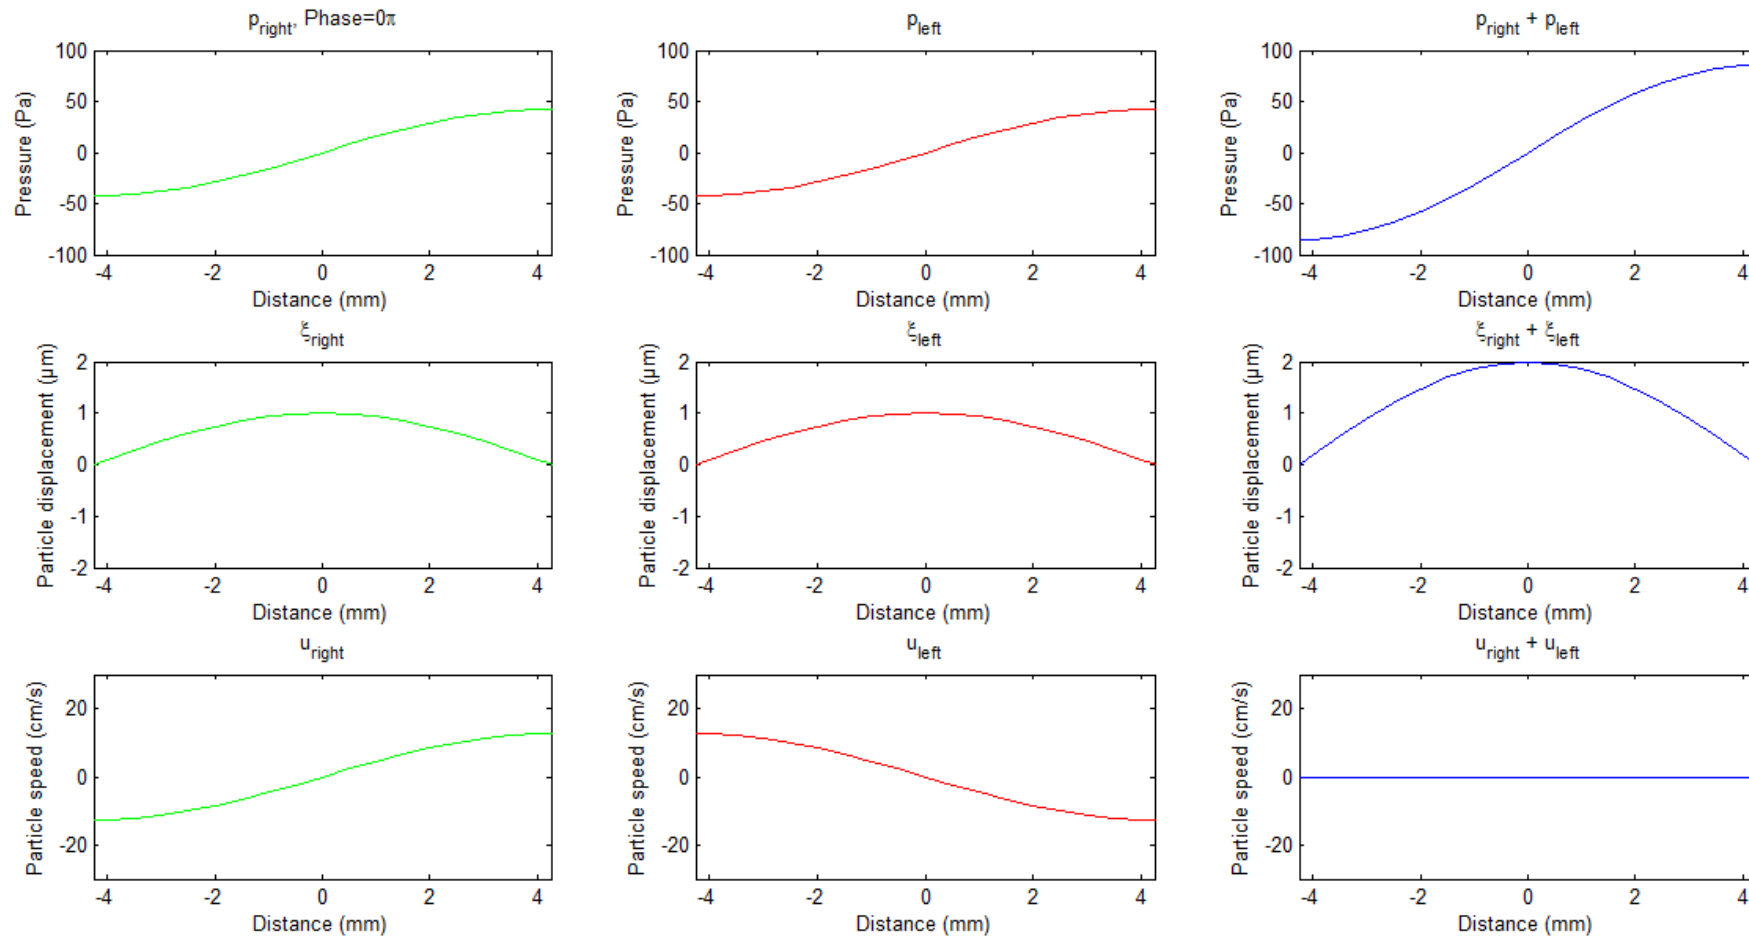 p_right, Phase=0π
p_left
p_right + p_left
Pressure (Pa)
100
50
0
-50
-100
-4 -2 0 2 4
Distance (mm)
Pressure (Pa)
100
50
0
-50
-100
-4 -2 0 2 4
Distance (mm)
Pressure (Pa)
100
50
0
-50
-100
-4 -2 0 2 4
Distance (mm)
ξ_right
ξ_left
ξ_right + ξ_left
Particle displacement (µm)
2
1
0
-1
-2
-4 -2 0 2 4
Distance (mm)
Particle displacement (µm)
2
1
0
-1
-2
-4 -2 0 2 4
Distance (mm)
Particle displacement (µm)
2
1
0
-1
-2
-4 -2 0 2 4
Distance (mm)
u_right
u_left
u_right + u_left
Particle speed (cm/s)
20
0
-20
-4 -2 0 2 4
Distance (mm)
Particle speed (cm/s)
20
0
-20
-4 -2 0 2 4
Distance (mm)
Particle speed (cm/s)
20
0
-20
-4 -2 0 2 4
Distance (mm)